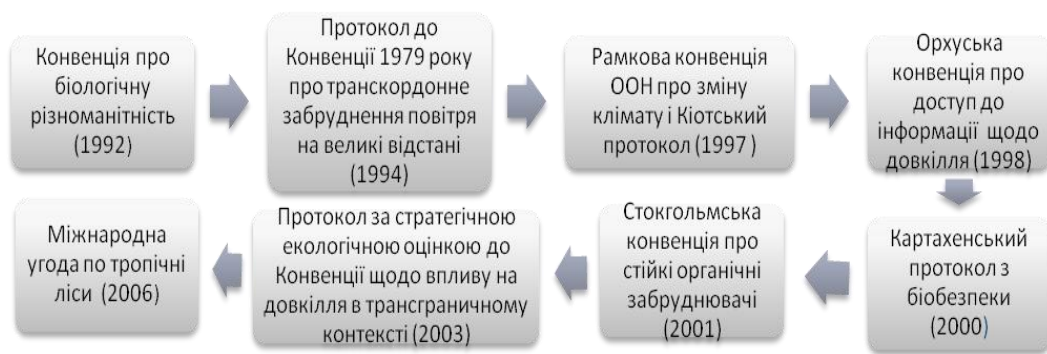 Конвенція про
біологічну
різноманітність
(1992)
Протокол до
Конвенції 1979 року
про транскордонне
забруднення повітря
на великі відстані
(1994)
Рамкова конвенція
ООН про зміну
клімату і Кіотський
протокол (1997 )
Орхуська
конвенція про
доступ до
інформації щодо
довкілля (1998)
Картахенський
протокол з
біобезпеки
(2000)
Стокгольмська
конвенція про
стійкі органічні
забруднювачі
(2001)
Протокол за стратегічною
екологічною оцінкою до
Конвенції щодо впливу на
довкілля в трансграничному
контексті (2003)
Міжнародна
угода по тропічні
ліси (2006)